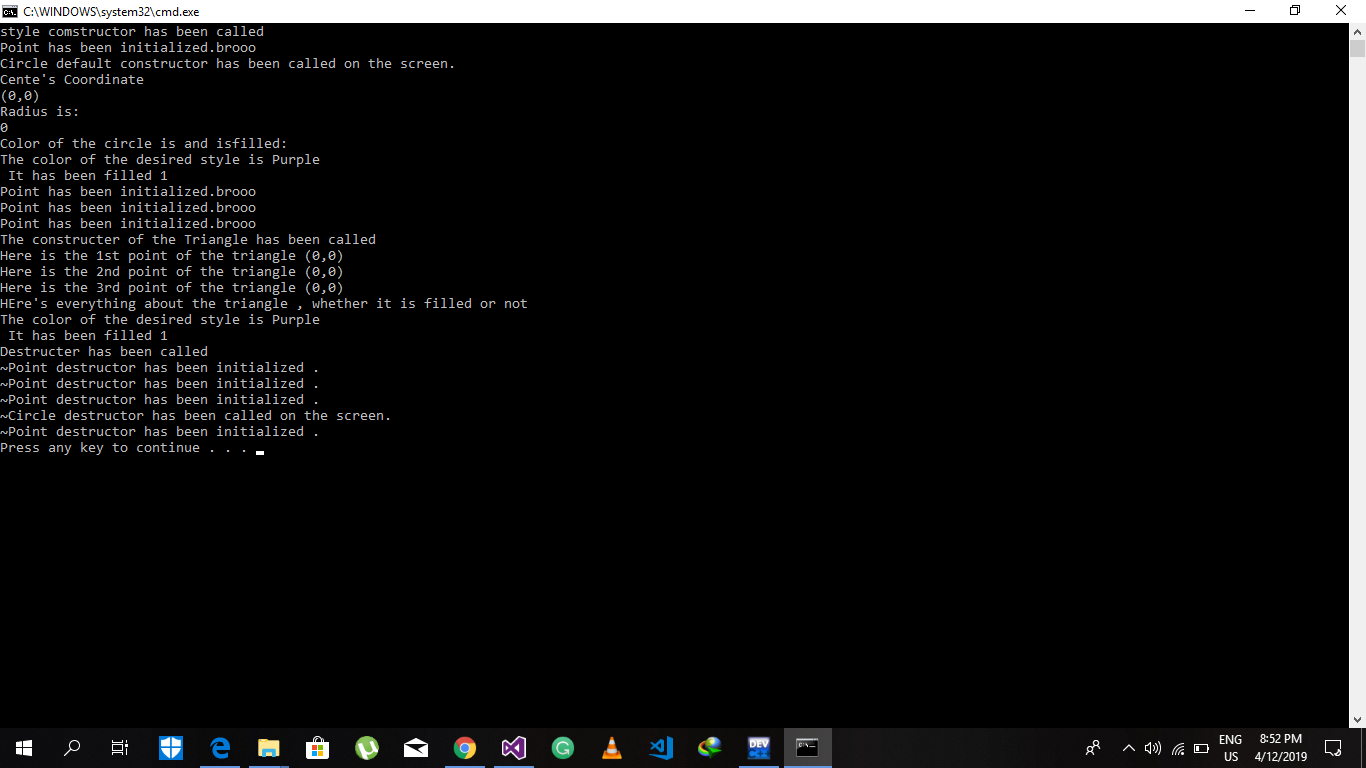 C:\WINDOWS\system32\cmd.exe
style comstructor has been called
Point has been initialized.brooo
Circle default constructor has been called on the screen.
Cente's Coordinate
(0,0)
Radius is:
0
Color of the circle is and isfilled:
The color of the desired style is Purple
 It has been filled 1
Point has been initialized.brooo
Point has been initialized.brooo
Point has been initialized.brooo
The constructer of the Triangle has been called
Here is the 1st point of the triangle (0,0)
Here is the 2nd point of the triangle (0,0)
Here is the 3rd point of the triangle (0,0)
HEre's everything about the triangle , whether it is filled or not
The color of the desired style is Purple
 It has been filled 1
Destructer has been called
~Point destructor has been initialized .
~Point destructor has been initialized .
~Point destructor has been initialized .
~Circle destructor has been called on the screen.
~Point destructor has been initialized .
Press any key to continue . . .
DEV
C++
ENG
US
8:52 PM
4/12/2019